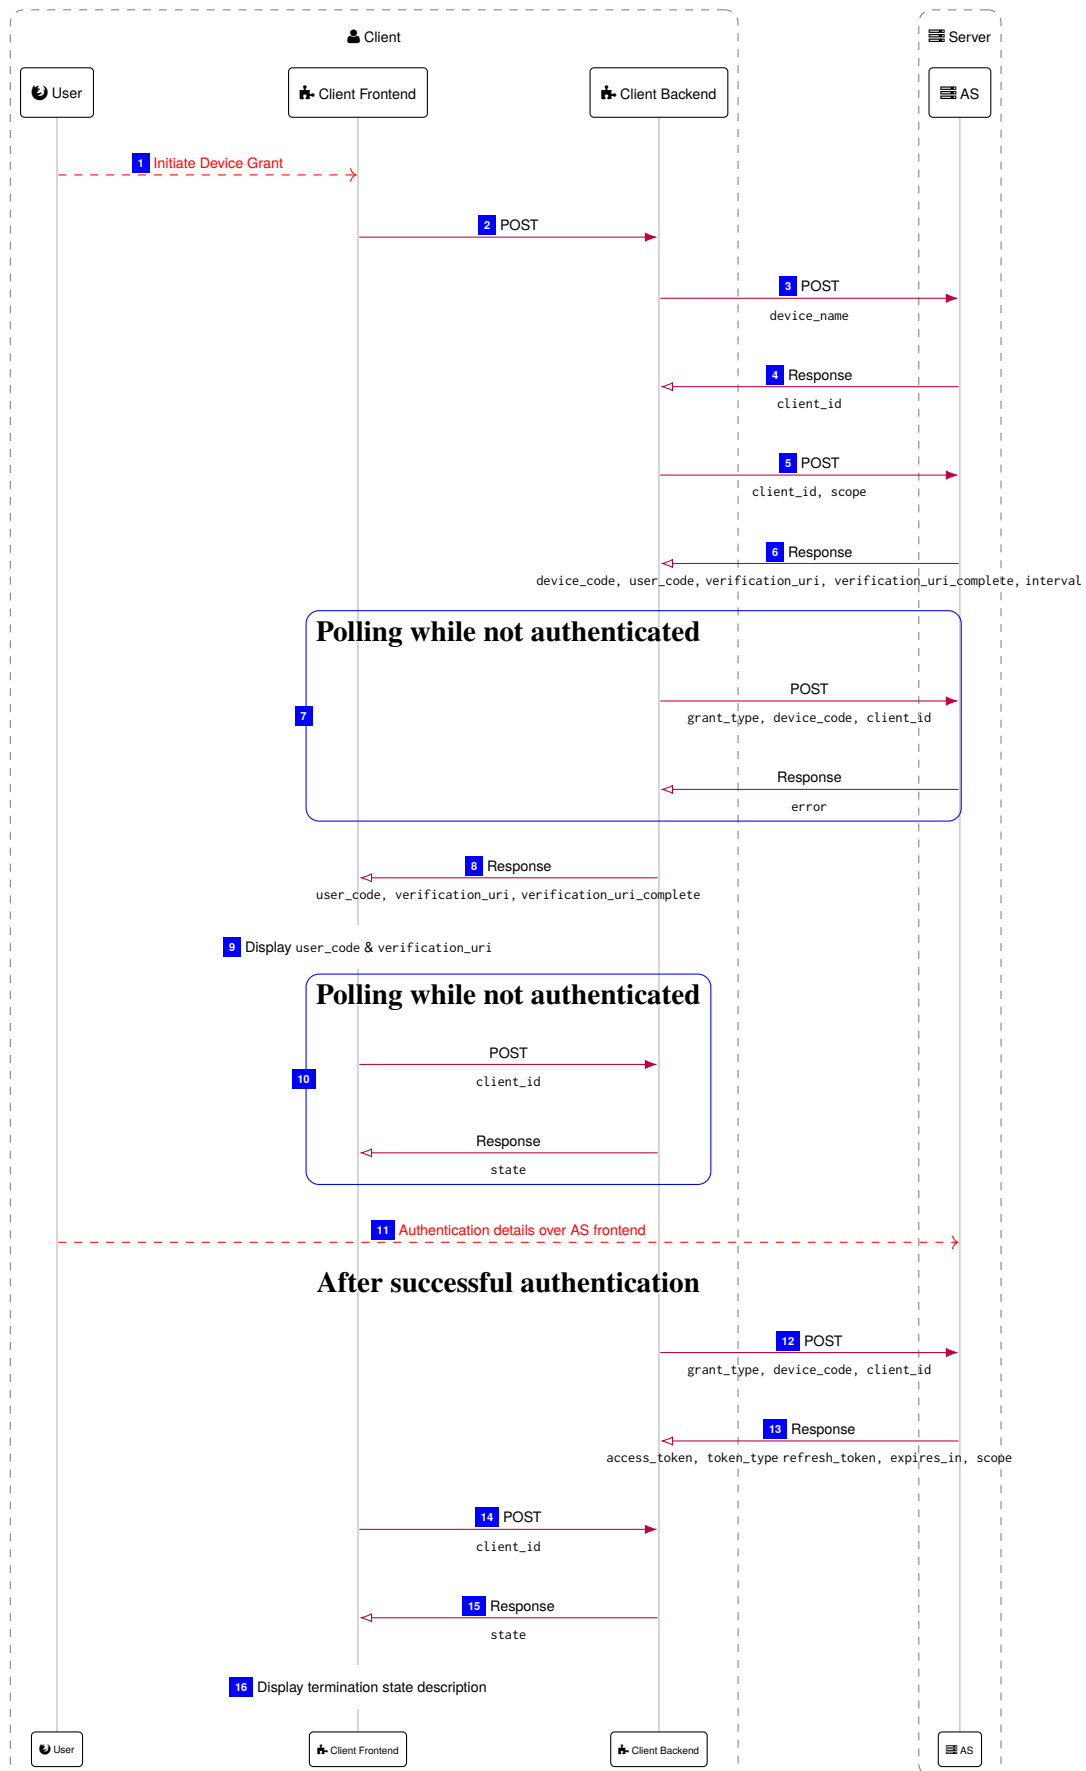 Client
Server
User
Client Frontend
Client Backend
AS
1 Initiate Device Grant
2 POST
3 POST
device_name
4 Response
client_id
5 POST
client_id, scope
6 Response
device_code, user_code, verification_uri, verification_uri_complete, interval
Polling while not authenticated
POST
7
grant_type, device_code, client_id
Response
error
8 Response
user_code, verification_uri, verification_uri_complete
9 Display user_code & verification_uri
Polling while not authenticated
POST
10
client_id
Response
state
11 Authentication details over AS frontend
After successful authentication
12 POST
grant_type, device_code, client_id
13 Response
access_token, token_type refresh_token, expires_in, scope
14 POST
client_id
15 Response
state
16 Display termination state description
User
Client Frontend
Client Backend
AS